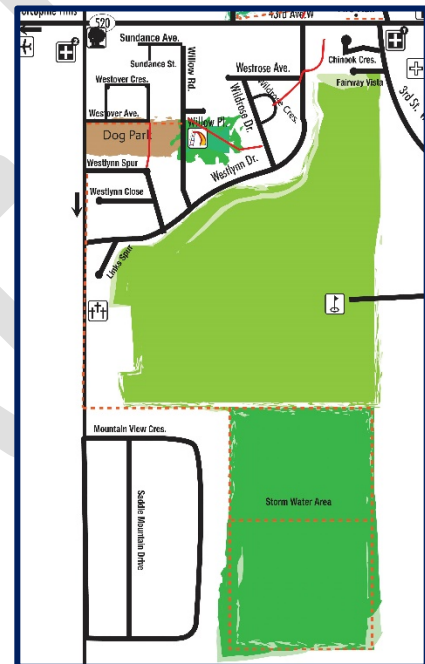 43rd Ave. W
520
Sundance Ave.
Sundance St.
Willow Rd.
Chinook Cres.
Fairway Vista
3rd St.
Westover Cres.
Westrose Ave.
Wildrose Dr.
Wildrose Cres.
Westover Ave.
Willow Pk.
Dog Park
Westlynn Spur
Westlynn Dr.
Westlynn Close
Links Spur
Mountain View Cres.
Saddle Mountain Drive
Storm Water Area